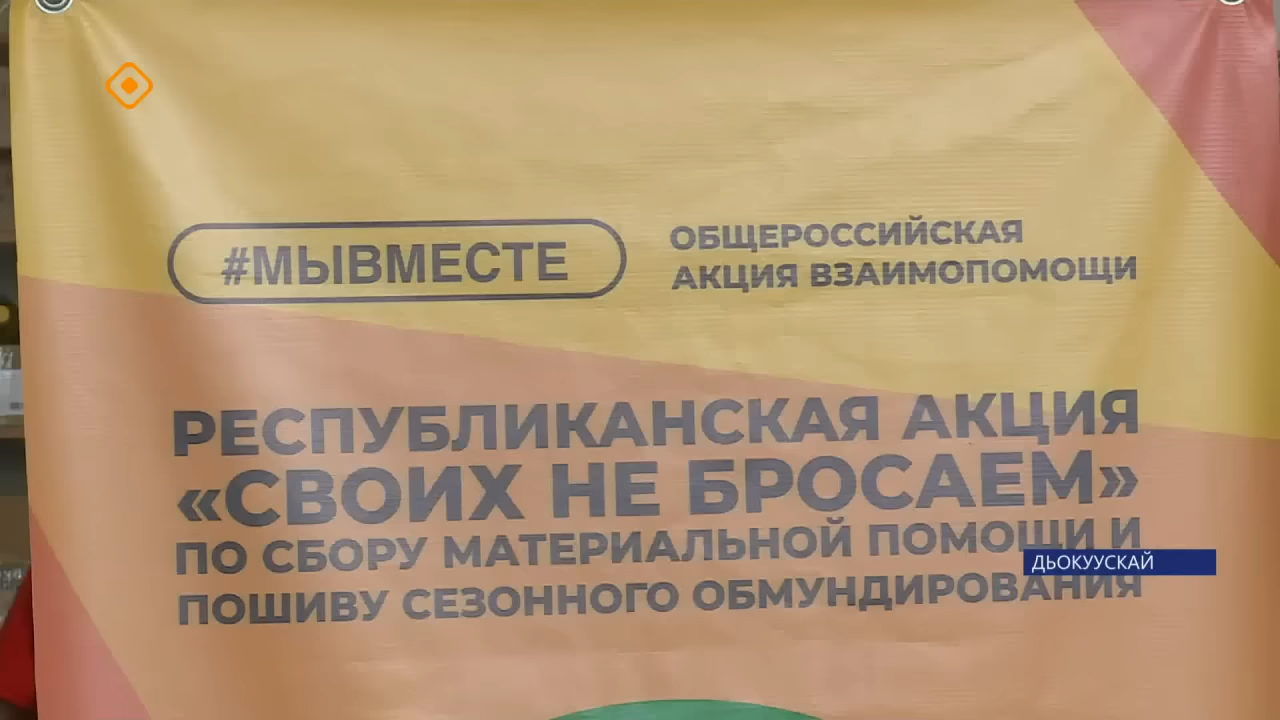 #МЫВМЕСТЕ
ОБЩЕРОССИЙСКАЯ
АКЦИЯ ВЗАИМОПОМОЩИ
РЕСПУБЛИКАНСКАЯ АКЦИЯ
«СВОИХ НЕ БРОСАЕМ»
ПО СБОРУ МАТЕРИАЛЬНОЙ ПОМОЩИ И
ПОШИВУ СЕЗОННОГО ОБМУНДИРОВАНИЯ
ДЬОКУУСКАЙ